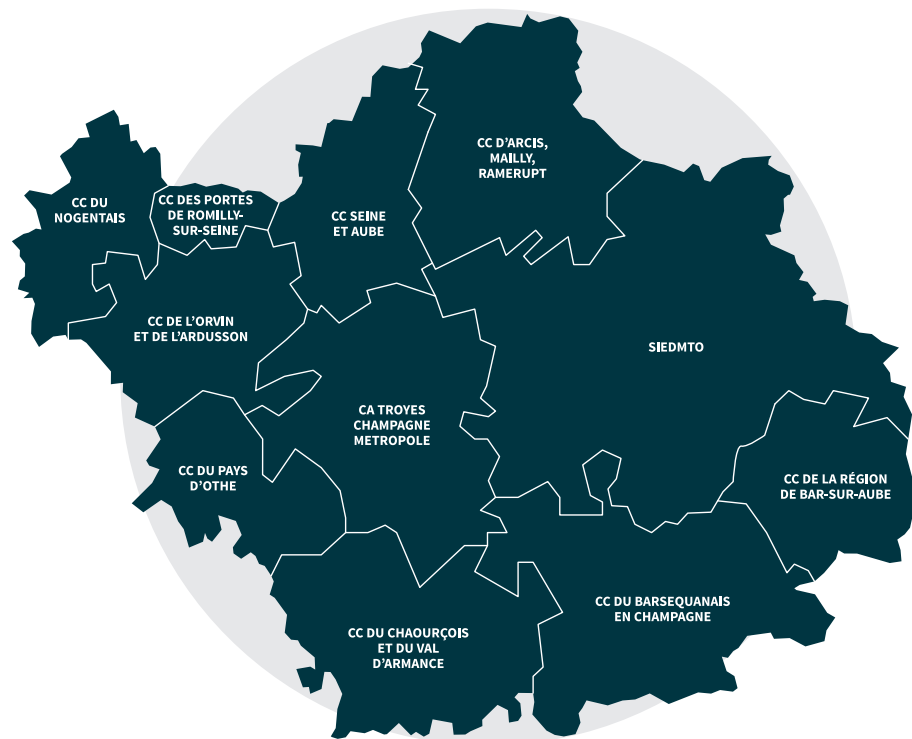 CC D'ARCIS,
MAILLY,
RAMERUPT
CC DU
NOGENTAIS
CC DES PORTES
DE ROMILLY-
SUR-SEINE
CC SEINE
ET AUBE
CC DE L'ORVIN
ET DE L'ARDUSSON
SIEDMTO
CA TROYES
CHAMPAGNE
METROPOLE
CC DU PAYS
D'OTHE
CC DE LA RÉGION
DE BAR-SUR-AUBE
CC DU BARSEQUANAIS
EN CHAMPAGNE
CC DU CHAOURÇOIS
ET DU VAL
D'ARMANCE